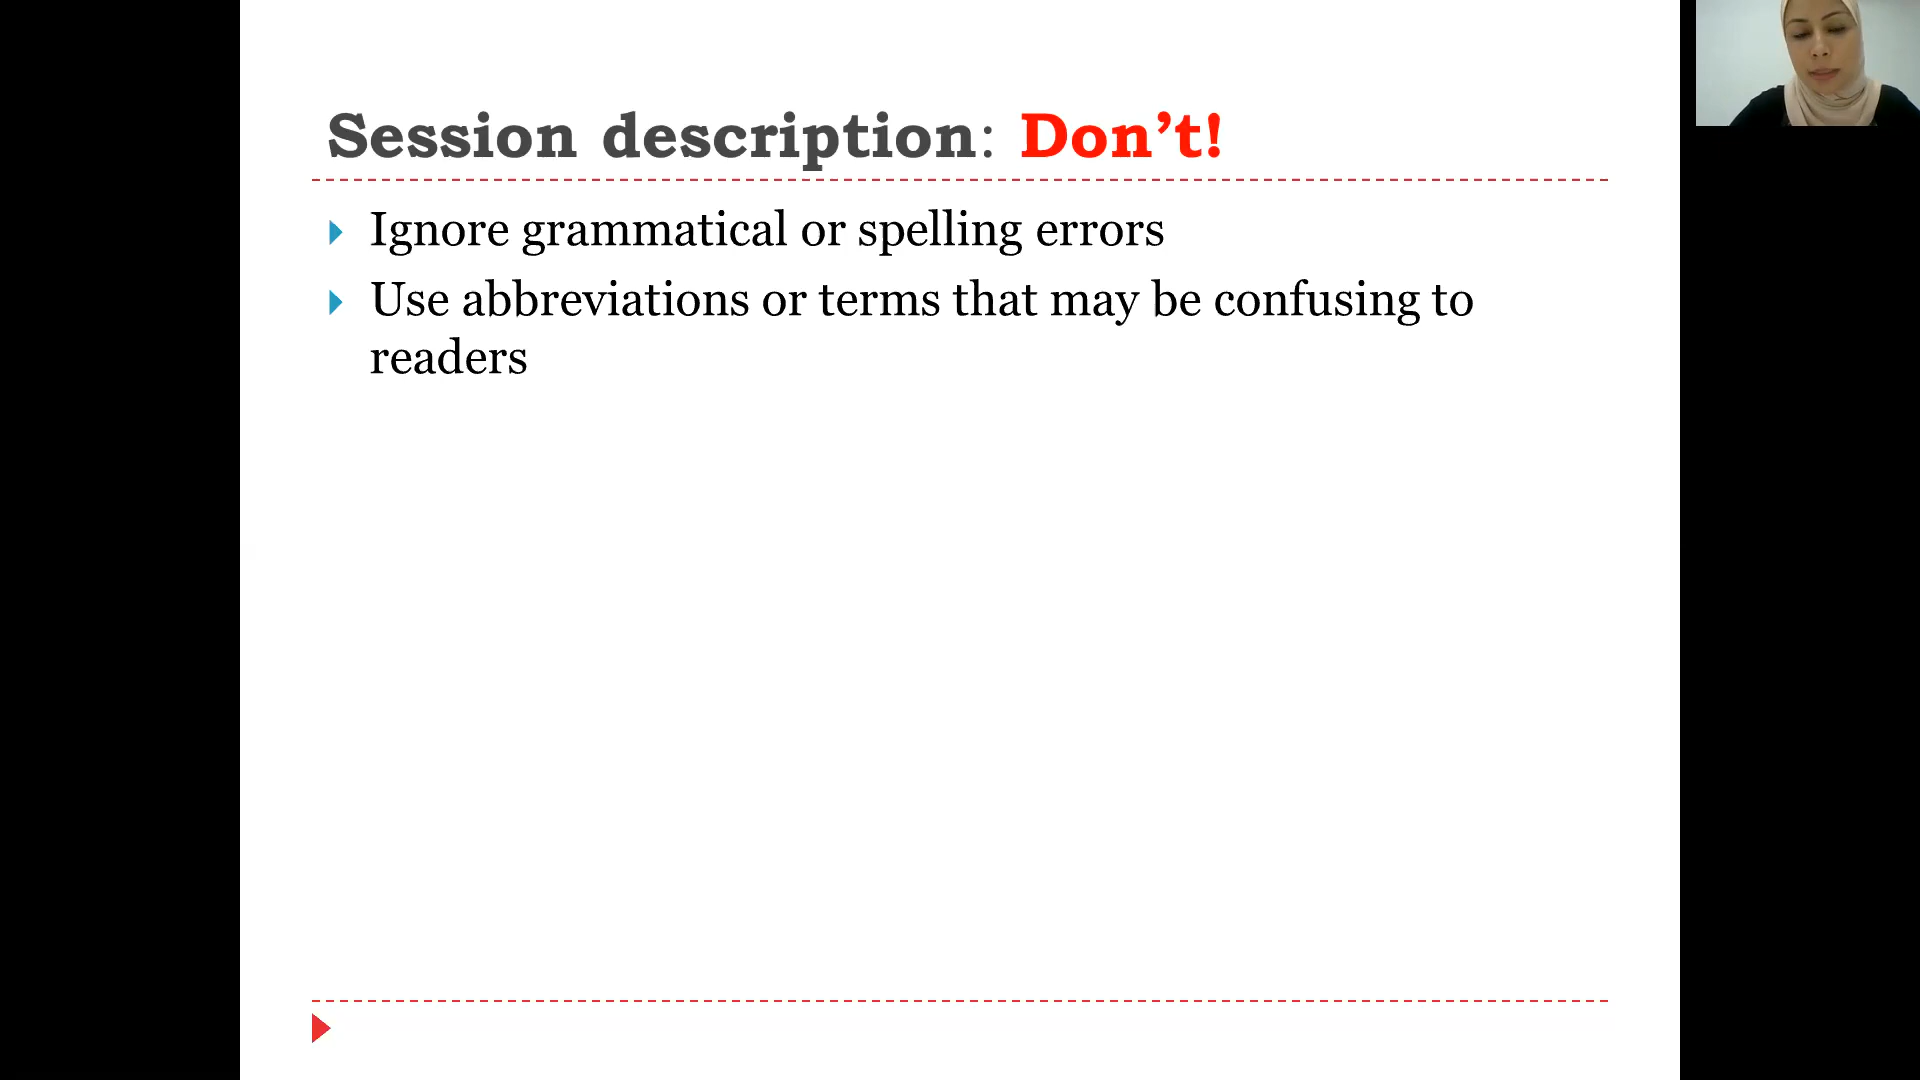 Session description: Don’t!
Ignore grammatical or spelling errors
Use abbreviations or terms that may be confusing to
readers